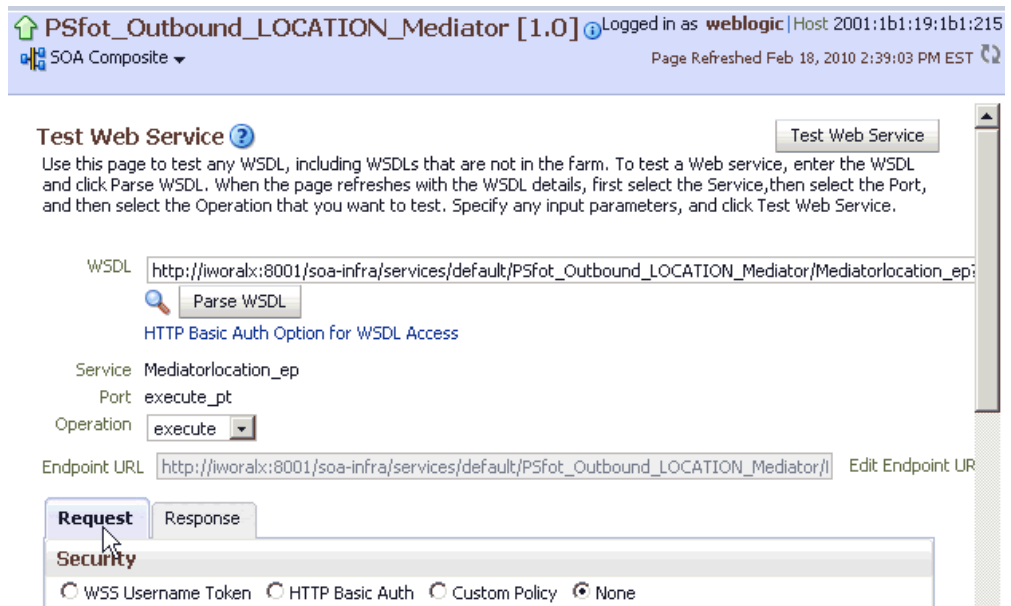 PSfot_Outbound_LOCATION_Mediator [1.0] Logged in as weblogic|Host 2001:1b1:19:1b1:215
SOA Composite Page Refreshed Feb 18, 2010 2:39:03 PM EST
Test Web Service Test Web Service
Use this page to test any WSDL, including WSDLs that are not in the farm. To test a Web service, enter the WSDL
and click Parse WSDL. When the page refreshes with the WSDL details, first select the Service,then select the Port,
and then select the Operation that you want to test. Specify any input parameters, and click Test Web Service.
WSDL http://iworalx:8001/soa-infra/services/default/PSfot_Outbound_LOCATION_Mediator/Mediatorlocation_ep?
Parse WSDL
HTTP Basic Auth Option for WSDL Access
Service Mediatorlocation_ep
Port execute_pt
Operation execute
Endpoint URL http://iworalx:8001/soa-infra/services/default/PSfot_Outbound_LOCATION_Mediator/ Edit Endpoint UR
Request Response
Security
WSS Username Token HTTP Basic Auth Custom Policy None